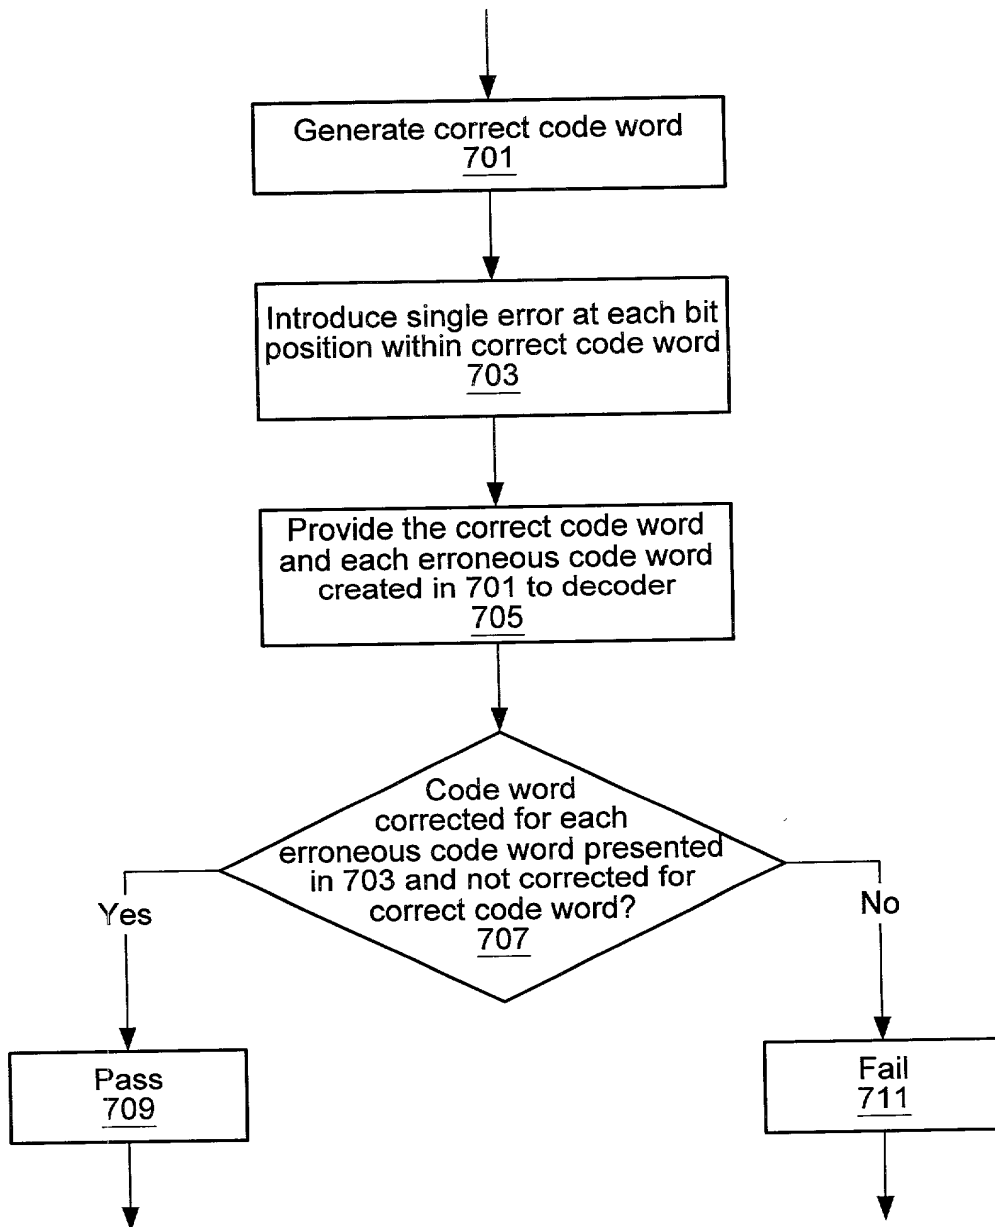 Generate correct code word
701
Introduce single error at each bit
position within correct code word
703
Provide the correct code word
and each erroneous code word
created in 701 to decoder
705
Code word
corrected for each
erroneous code word presented
in 703 and not corrected for
correct code word?
707
Yes
No
Pass
709
Fail
711